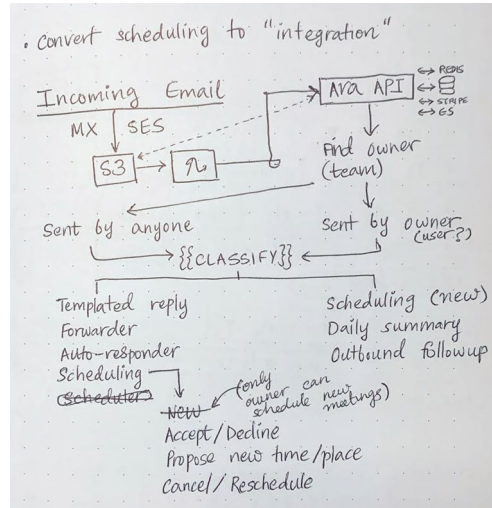 • Convert scheduling to "integration"
Incoming Email
MX SES
S3
Ava API
↔ REDIS
↔
↔ STRIPE
↔ GS
Find owner
(team)
Sent by anyone
Sent by owner
(user?)
{{CLASSIFY}}
Templated reply
Forwarder
Auto-responder
Scheduling
Scheduler
Scheduling (new)
Daily summary
Outbound followup
New
(only
owner can
schedule new
meetings)
Accept/Decline
Propose new time/place
Cancel/Reschedule